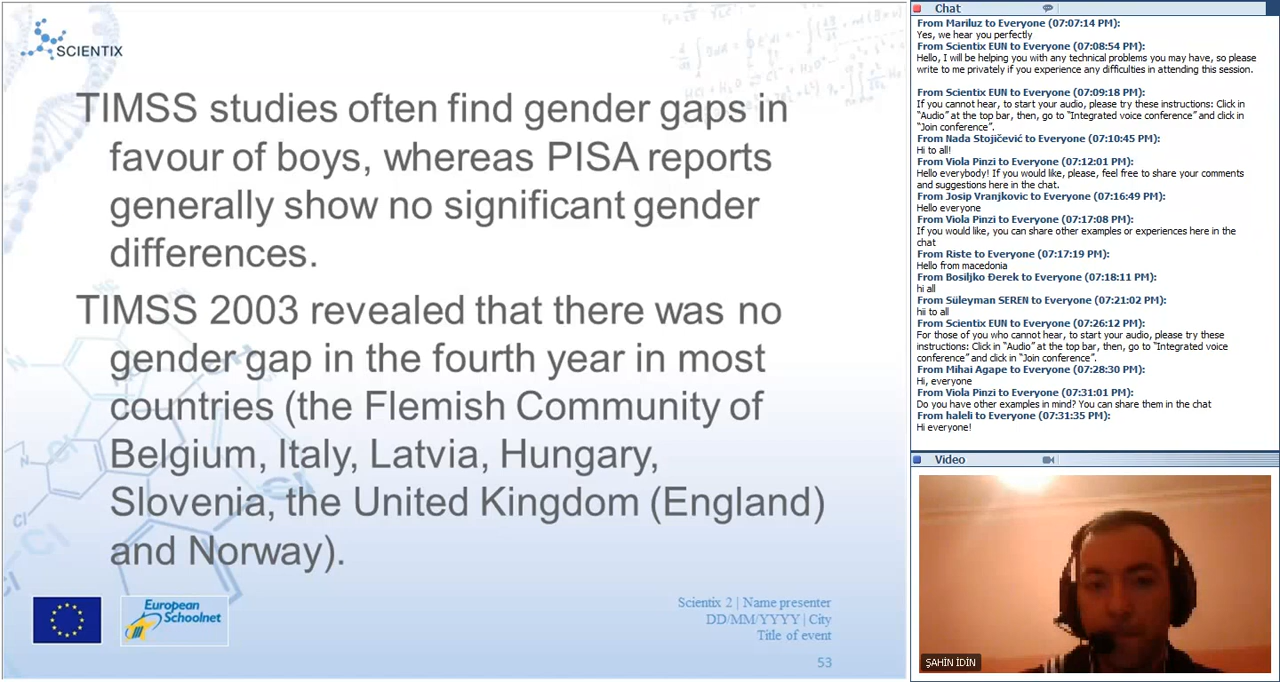 SCIENTIX
TIMSS studies often find gender gaps in
favour of boys, whereas PISA reports
generally show no significant gender
differences.
TIMSS 2003 revealed that there was no
gender gap in the fourth year in most
countries (the Flemish Community of
Belgium, Italy, Latvia, Hungary,
Slovenia, the United Kingdom (England)
and Norway).
European
Schoolnet
Scientix 2 | Name presenter
DD/MM/YYYY | City
Title of event
53
Chat
From Mariluz to Everyone (07:07:14 PM):
Yes, we hear you perfectly
From Scientix EUN to Everyone (07:08:54 PM):
Hello, I will be helping you with any technical problems you may have, so please
write to me privately if you experience any difficulties in attending this session.
From Scientix EUN to Everyone (07:09:18 PM):
If you cannot hear, to start your audio, please try these instructions: Click in
"Audio" at the top bar, then, go to "Integrated voice conference" and click in
"Join conference".
From Nada Stojičević to Everyone (07:10:45 PM):
Hi to all!
From Viola Pinzi to Everyone (07:12:01 PM):
Hello everybody! If you would like, please, feel free to share your comments
and suggestions here in the chat.
From Josip Vranjkovic to Everyone (07:16:49 PM):
Hello everyone
From Viola Pinzi to Everyone (07:17:08 PM):
If you would like, you can share other examples or experiences here in the
chat
From Riste to Everyone (07:17:19 PM):
Hello from macedonia
From Bosiljko Đerek to Everyone (07:18:11 PM):
hi all
From Süleyman SEREN to Everyone (07:21:02 PM):
hii to all
From Scientix EUN to Everyone (07:26:12 PM):
For those of you who cannot hear, to start your audio, please try these
instructions: Click in "Audio" at the top bar, then, go to "Integrated voice
conference" and click in "Join conference".
From Mihai Agape to Everyone (07:28:30 PM):
Hi, everyone
From Viola Pinzi to Everyone (07:31:01 PM):
Do you have other examples in mind? You can share them in the chat
From haleli to Everyone (07:31:35 PM):
Hi everyone!
Video
ŞAHİN İDİN